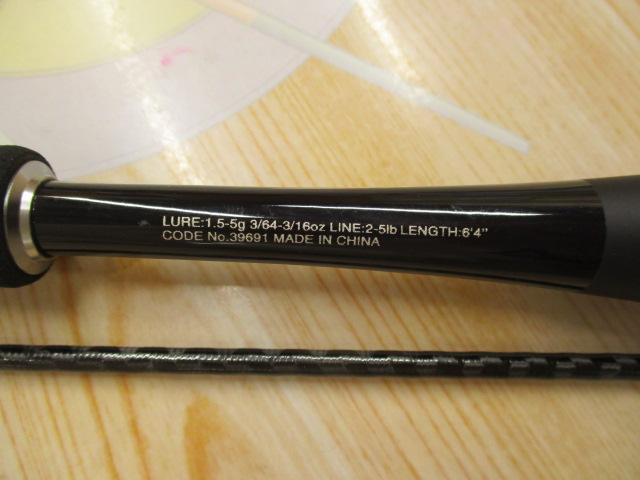 LURE:1.5-5g 3/64-3/16oz LINE:2-5lb LENGTH:6'4"
CODE No.39691 MADE IN CHINA